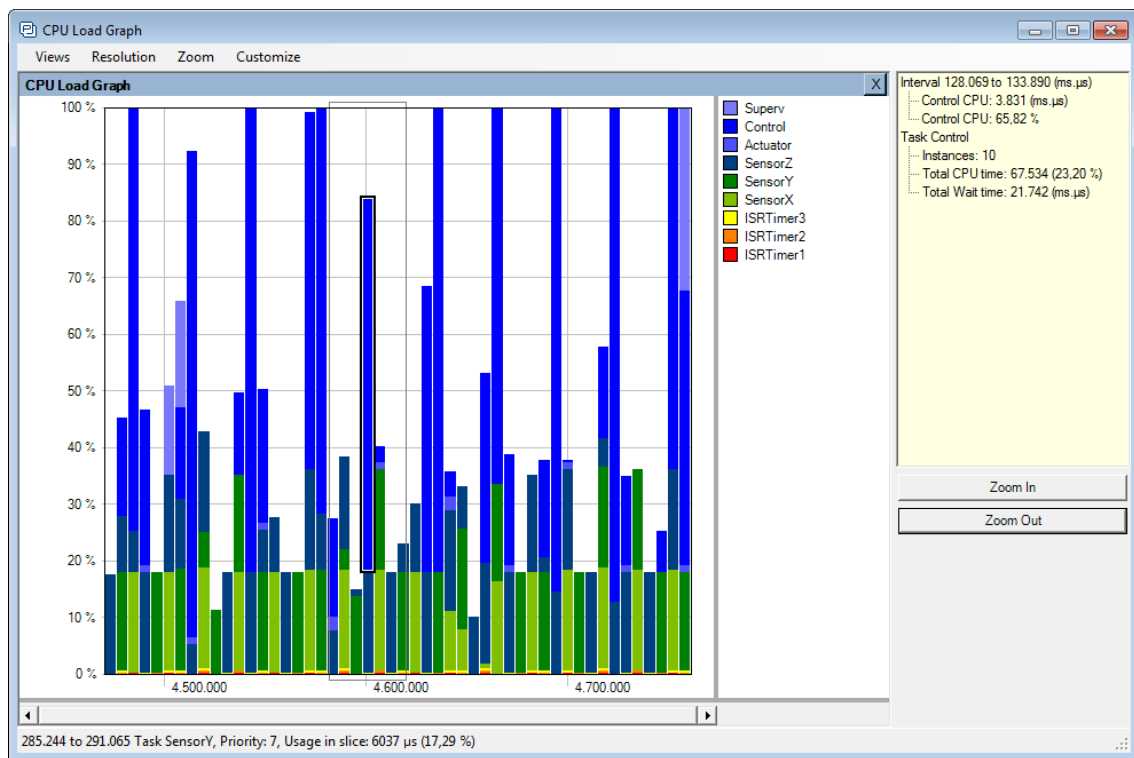 CPU Load Graph
Views Resolution Zoom Customize
CPU Load Graph X
100 %
90 %
80 %
70 %
60 %
50 %
40 %
30 %
20 %
10 %
0 %
4.500.000 4.600.000 4.700.000
Superv
Control
Actuator
SensorZ
SensorY
SensorX
ISRTimer3
ISRTimer2
ISRTimer1
Interval 128.069 to 133.890 (ms.µs)
Control CPU: 3.831 (ms.µs)
Control CPU: 65,82 %
Task Control
Instances: 10
Total CPU time: 67.534 (23,20 %)
Total Wait time: 21.742 (ms.µs)
Zoom In
Zoom Out
285.244 to 291.065 Task SensorY, Priority: 7, Usage in slice: 6037 µs (17,29 %)